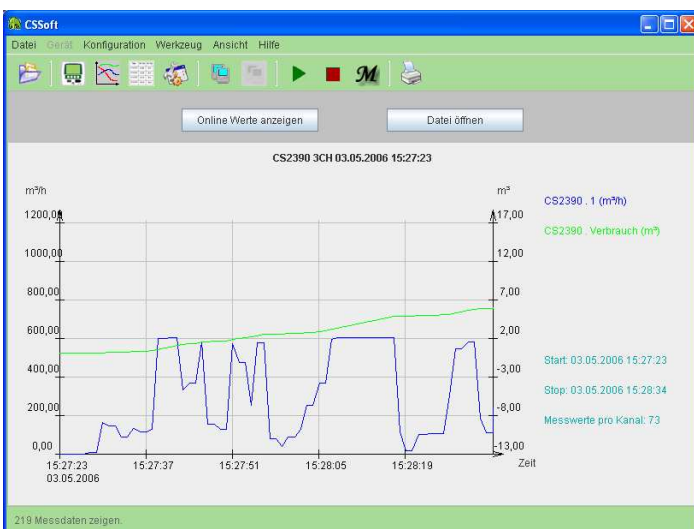 CSSoft
Datei Gerät Konfiguration Werkzeug Ansicht Hilfe
M
Online Werte anzeigen Datei öffnen
CS2390 3CH 03.05.2006 15:27:23
m³/h m³
1200,00 17,00
1000,00 12,00
800,00 7,00
600,00 2,00
400,00 -3,00
200,00 -8,00
0,00 -13,00
15:27:23 15:27:37 15:27:51 15:28:05 15:28:19 Zeit
03.05.2006
CS2390 . 1 (m³/h)
CS2390 . Verbrauch (m³)
Start: 03.05.2006 15:27:23
Stop: 03.05.2006 15:28:34
Messwerte pro Kanal: 73
219 Messdaten zeigen.